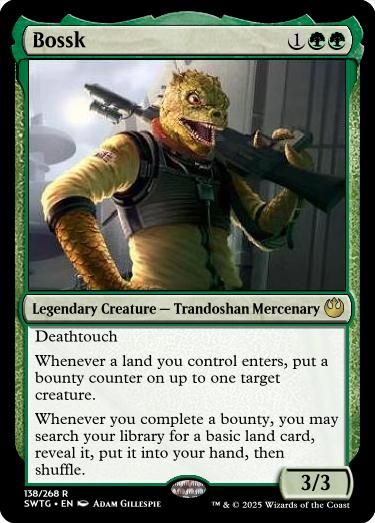 Bossk 1
Legendary Creature — Trandoshan Mercenary
Deathtouch
Whenever a land you control enters, put a
bounty counter on up to one target
creature.
Whenever you complete a bounty, you may
search your library for a basic land card,
reveal it, put it into your hand, then
shuffle.
3/3
138/268 R
SWTG • EN Adam Gillespie
™ & © 2025 Wizards of the Coast